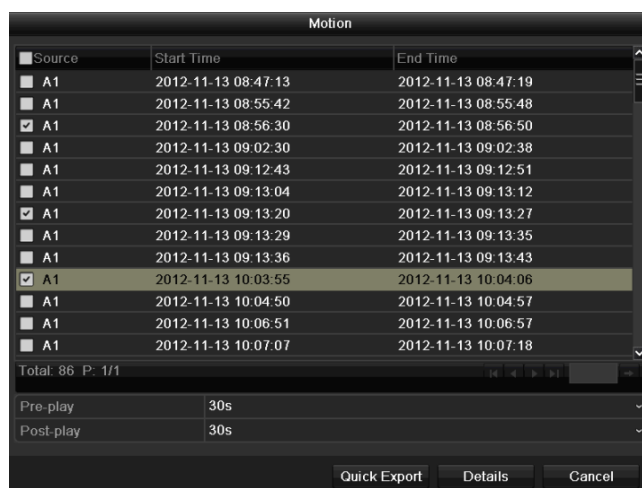 Motion
Source Start Time End Time
A1 2012-11-13 08:47:13 2012-11-13 08:47:19
A1 2012-11-13 08:55:42 2012-11-13 08:55:48
A1 2012-11-13 08:56:30 2012-11-13 08:56:50
A1 2012-11-13 09:02:30 2012-11-13 09:02:38
A1 2012-11-13 09:12:43 2012-11-13 09:12:51
A1 2012-11-13 09:13:04 2012-11-13 09:13:12
A1 2012-11-13 09:13:20 2012-11-13 09:13:27
A1 2012-11-13 09:13:29 2012-11-13 09:13:35
A1 2012-11-13 09:13:36 2012-11-13 09:13:43
A1 2012-11-13 10:03:55 2012-11-13 10:04:06
A1 2012-11-13 10:04:50 2012-11-13 10:04:57
A1 2012-11-13 10:06:51 2012-11-13 10:06:57
A1 2012-11-13 10:07:07 2012-11-13 10:07:18
Total: 86 P: 1/1
Pre-play 30s
Post-play 30s
Quick Export Details Cancel